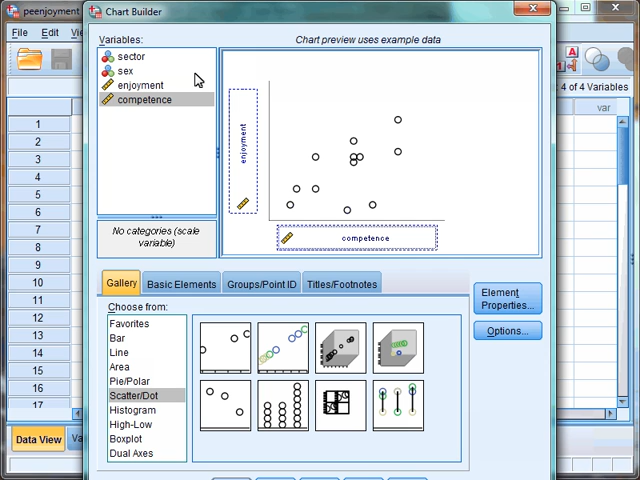 peenjoyment
Chart Builder
File
Edit
Variables:
Chart preview uses example data
sector
sex
enjoyment
competence
4 of 4 Variables
var
enjoyment
competence
No categories (scale
variable)
1
2
3
4
5
6
7
8
9
10
11
12
13
14
15
16
17
Gallery
Basic Elements
Groups/Point ID
Titles/Footnotes
Choose from:
Favorites
Bar
Line
Area
Pie/Polar
Scatter/Dot
Histogram
High-Low
Boxplot
Dual Axes
Element
Properties...
Options...
Data View